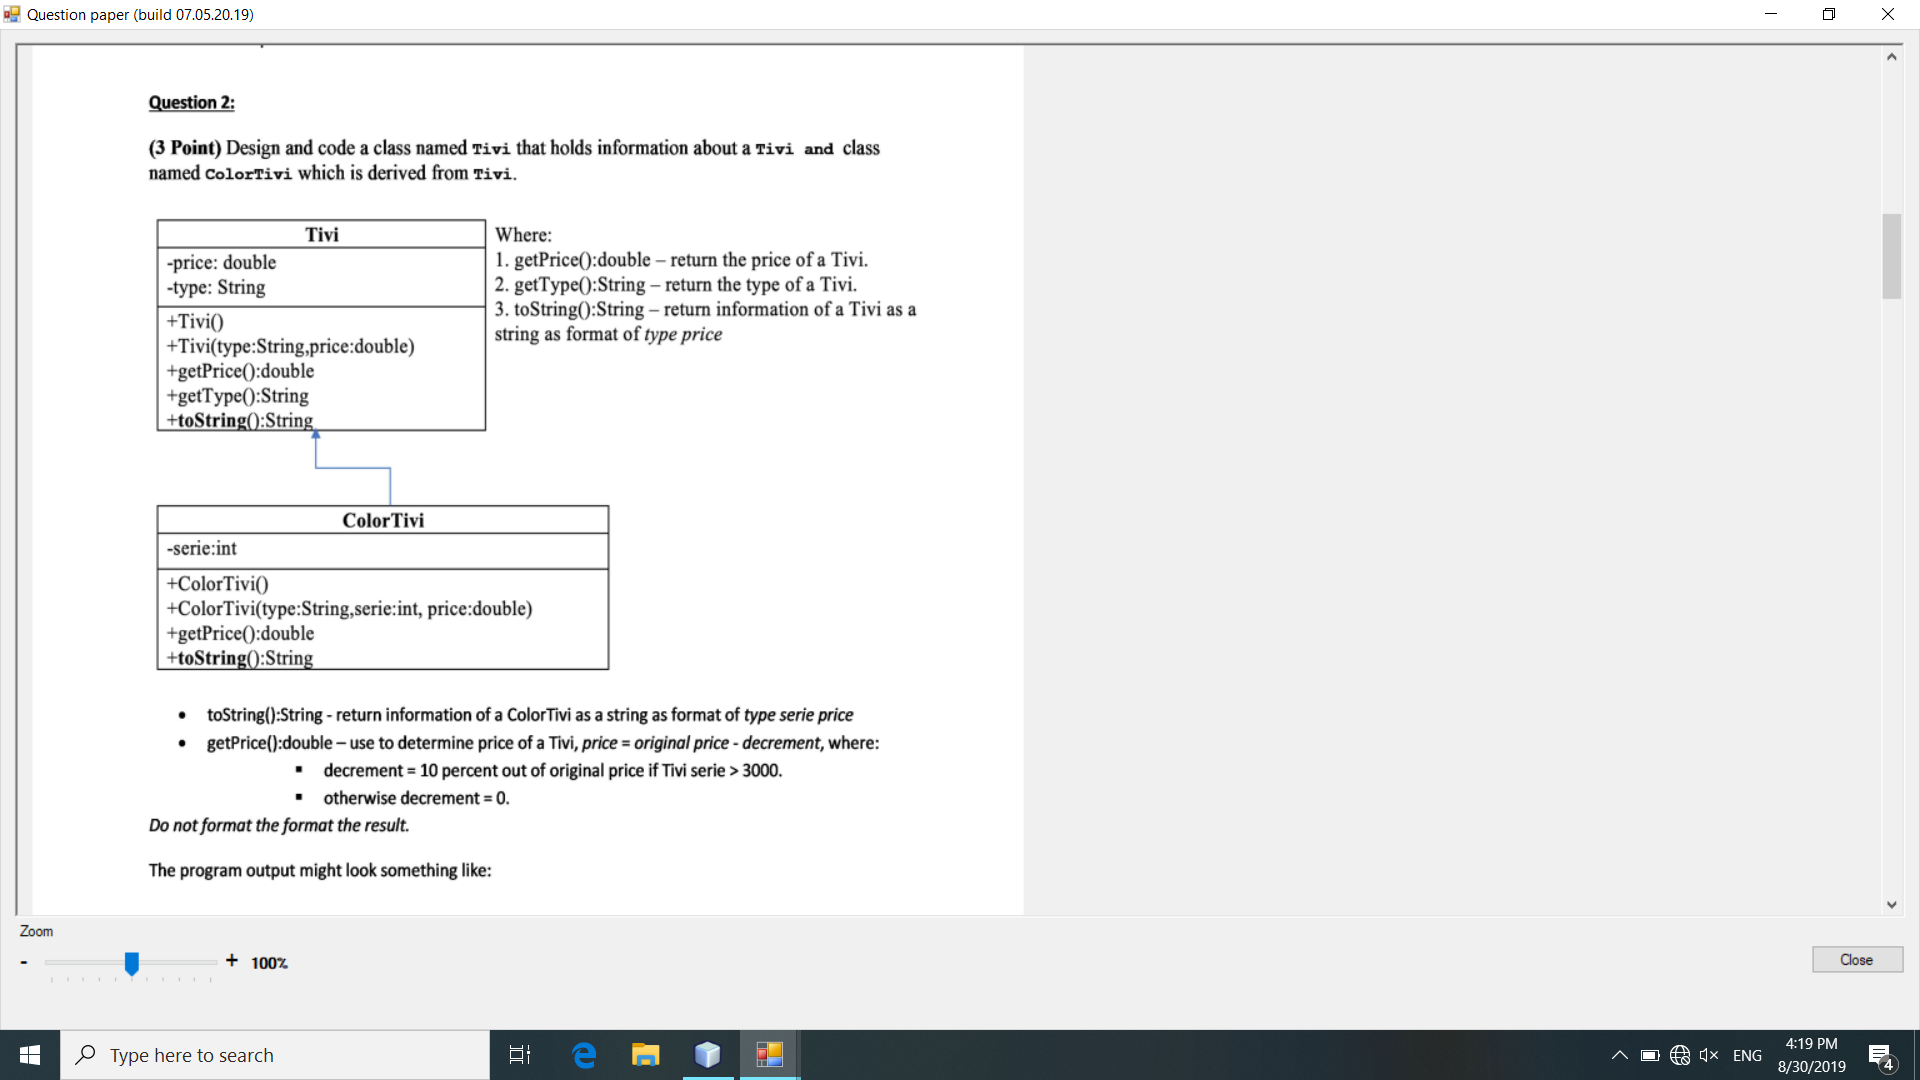 Question paper (build 07.05.20.19)
Question 2:
(3 Point) Design and code a class named Tivi that holds information about a Tivi and class
named ColorTivi which is derived from Tivi.
Tivi
-price: double
-type: String
+Tivi()
+Tivi(type:String,price:double)
+getPrice():double
+getType():String
+toString():String
Where:
1. getPrice():double – return the price of a Tivi.
2. getType():String – return the type of a Tivi.
3. toString():String – return information of a Tivi as a
string as format of type price
ColorTivi
-serie:int
+ColorTivi()
+ColorTivi(type:String,serie:int, price:double)
+getPrice():double
+toString():String
• toString():String - return information of a ColorTivi as a string as format of type serie price
• getPrice():double – use to determine price of a Tivi, price = original price - decrement, where:
▪ decrement = 10 percent out of original price if Tivi serie > 3000.
▪ otherwise decrement = 0.
Do not format the format the result.
The program output might look something like:
Zoom
- + 100%
Close
Type here to search
ENG
4:19 PM
8/30/2019
4